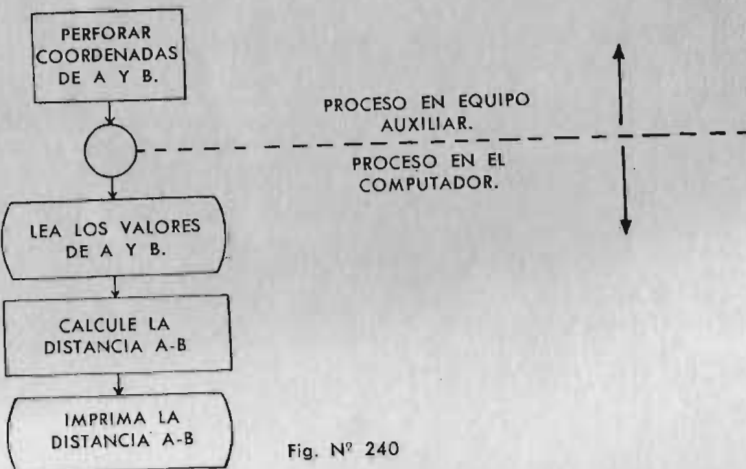 PERFORAR
COORDENADAS
DE A Y B.
PROCESO EN EQUIPO
AUXILIAR.
PROCESO EN EL
COMPUTADOR.
LEA LOS VALORES
DE A Y B.
CALCULE LA
DISTANCIA A-B
IMPRIMA LA
DISTANCIA A-B
Fig. Nº 240